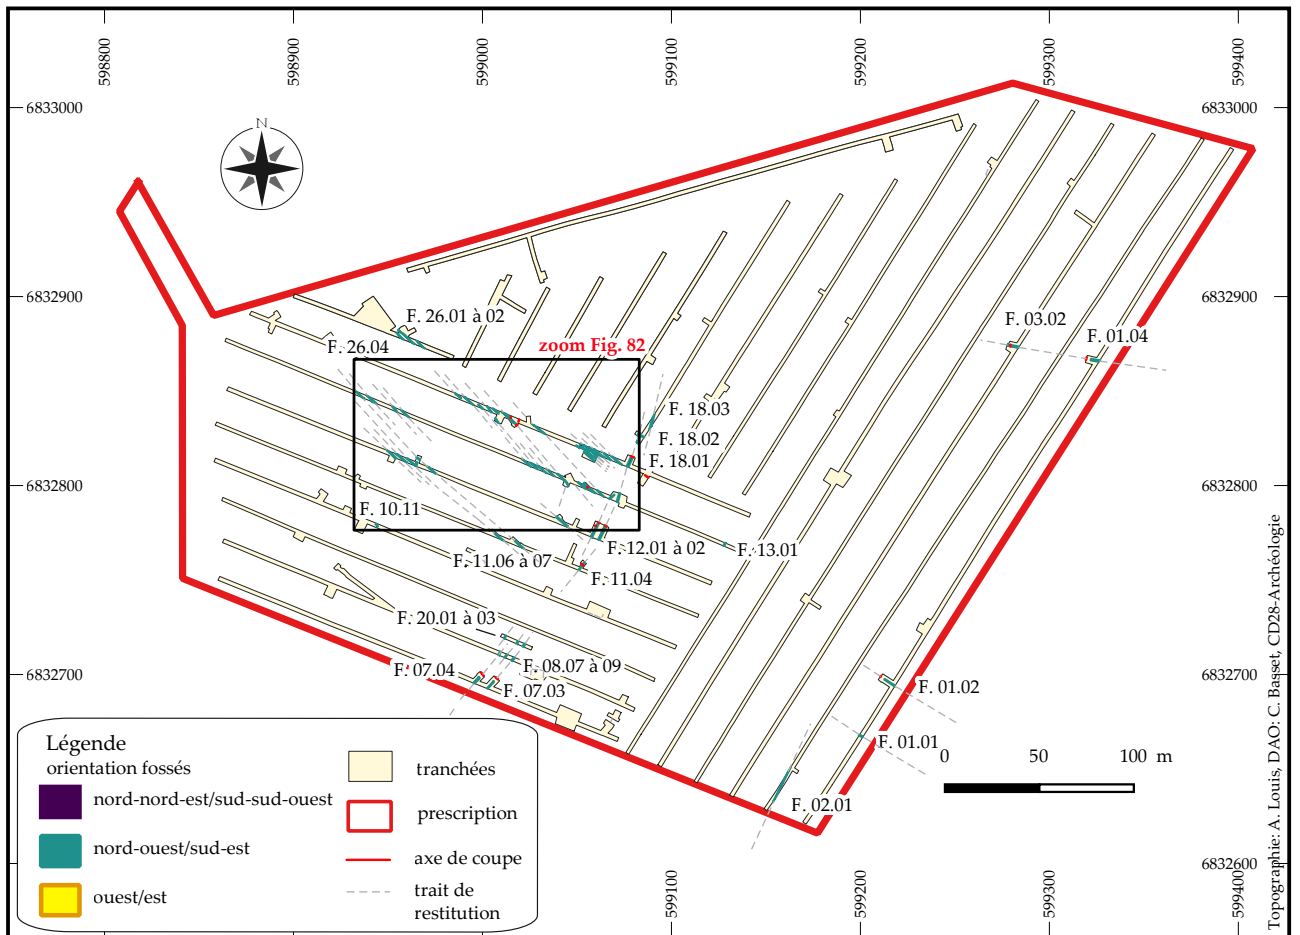 598800
598900
599000
599100
599200
599300
599400
6833000
6833000
N
6832900
6832900
F. 26.01 à 02
F. 03.02
F. 01.04
F. 26.04
zoom Fig. 82
F. 18.03
F. 18.02
F. 18.01
6832800
6832800
F. 10.11
F. 13.01
F. 12.01 à 02
F. 11.06 à 07
F. 11.04
F. 20.01 à 03
F. 08.07 à 09
F. 07.04
F. 07.03
6832700
6832700
F. 01.02
F. 01.01
F. 02.01
0 50 100 m
Légende
orientation fossés
nord-nord-est/sud-sud-ouest
nord-ouest/sud-est
ouest/est
tranchées
prescription
axe de coupe
trait de
restitution
6832600
599100
599200
599300
599400
Topographie: A. Louis, DAO: C. Basset, CD28-Archéologie